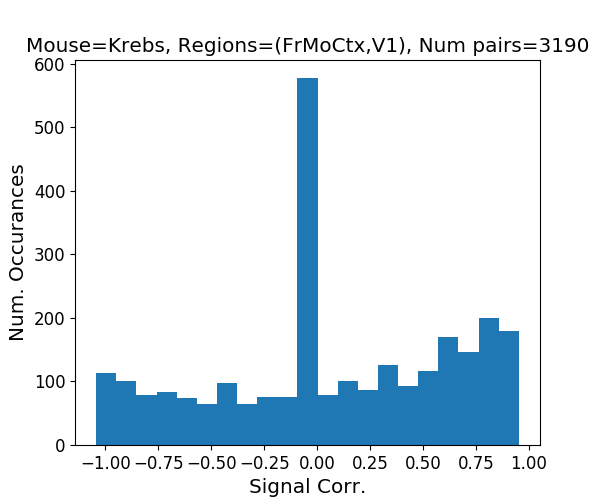 Mouse=Krebs, Regions=(FrMoCtx,V1), Num pairs=3190
600
500
400
300
200
100
0
Num. Occurances
−1.00 −0.75 −0.50 −0.25 0.00 0.25 0.50 0.75 1.00
Signal Corr.